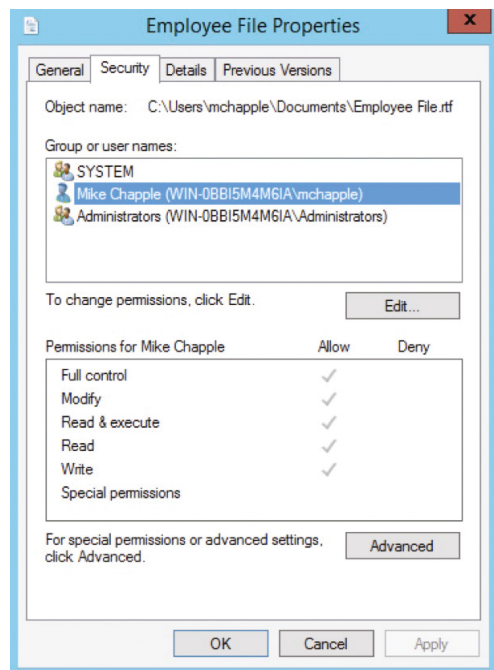 Employee File Properties
x
General Security Details Previous Versions
Object name: C:\Users\mchapple\Documents\Employee File.rtf
Group or user names:
SYSTEM
Mike Chapple (WIN-0BBI5M4M6IA\mchapple)
Administrators (WIN-0BBI5M4M6IA\Administrators)
To change permissions, click Edit.
Edit...
Permissions for Mike Chapple Allow Deny
Full control
Modify
Read & execute
Read
Write
Special permissions
For special permissions or advanced settings,
click Advanced.
Advanced
OK Cancel Apply